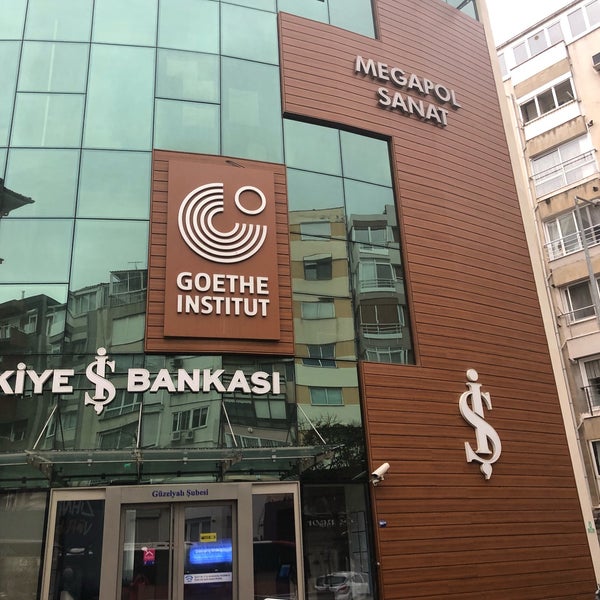 MEGAPOL
SANAT
GOETHE
INSTITUT
KİYE İŞ BANKASI
İŞ
Güzelyalı Şubesi